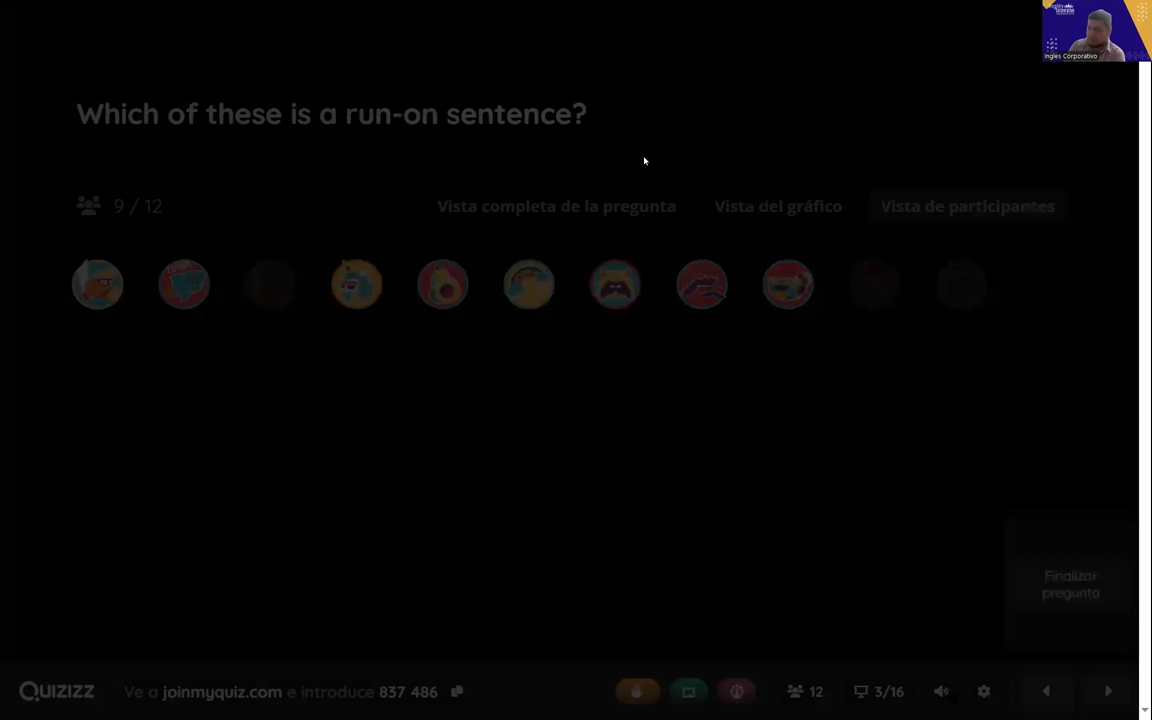 Ingles Corporativo
Which of these is a run-on sentence?
9 / 12
Vista completa de la pregunta
Vista del gráfico
Vista de participantes
Finalizar
pregunta
QUIZIZZ
Ve a joinmyquiz.com e introduce 837 486
12
3/16